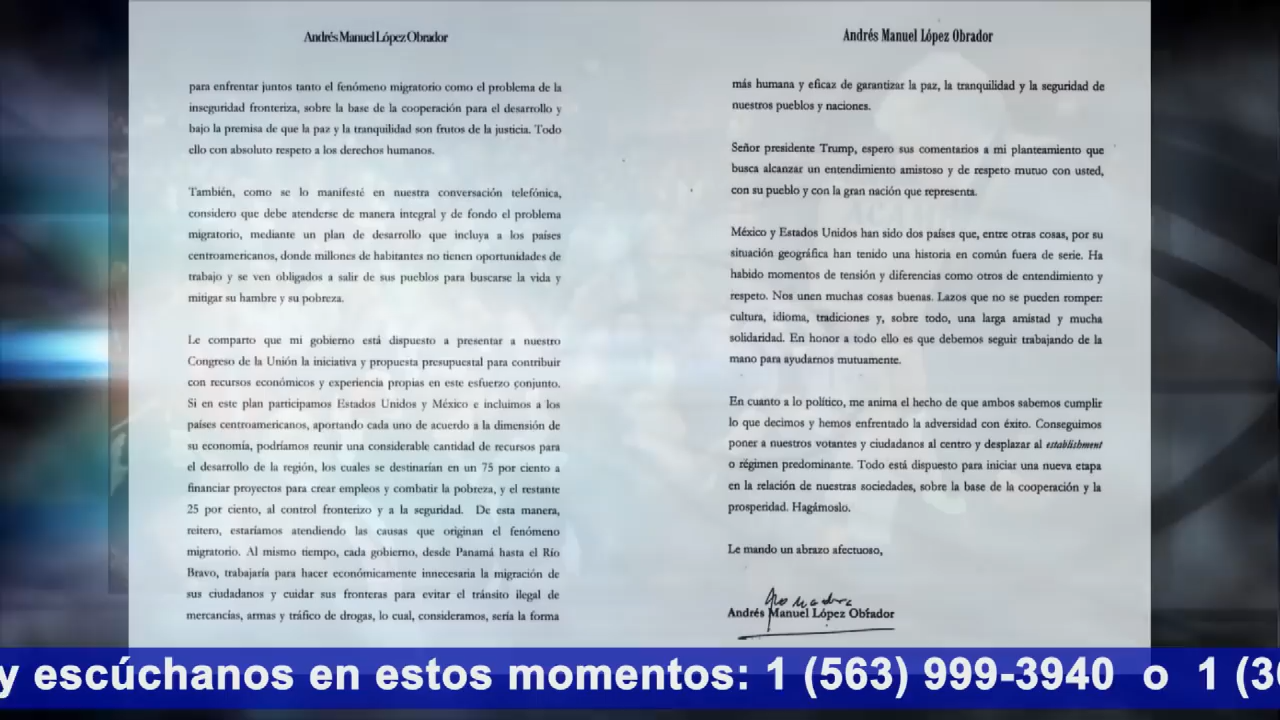 Andrés Manuel López Obrador
para enfrentar juntos tanto el fenómeno migratorio como el problema de la
inseguridad fronteriza, sobre la base de la cooperación para el desarrollo y
bajo la premisa de que la paz y la tranquilidad son frutos de la justicia. Todo
ello con absoluto respeto a los derechos humanos.
También, como se lo manifesté en nuestra conversación telefónica,
considero que debe atenderse de manera integral y de fondo el problema
migratorio, mediante un plan de desarrollo que incluya a los países
centroamericanos, donde millones de habitantes no tienen oportunidades de
trabajo y se ven obligados a salir de sus pueblos para buscarse la vida y
mitigar su hambre y su pobreza.
Le comparto que mi gobierno está dispuesto a presentar a nuestro
Congreso de la Unión la iniciativa y propuesta presupuestal para contribuir
con recursos económicos y experiencia propias en este esfuerzo conjunto.
Si en este plan participamos Estados Unidos y México e incluimos a los
países centroamericanos, aportando cada uno de acuerdo a la dimensión de
su economía, podríamos reunir una considerable cantidad de recursos para
el desarrollo de la región, los cuales se destinarían en un 75 por ciento a
financiar proyectos para crear empleos y combatir la pobreza, y el restante
25 por ciento, al control fronterizo y a la seguridad. De esta manera,
reitero, estaríamos atendiendo las causas que originan el fenómeno
migratorio. Al mismo tiempo, cada gobierno, desde Panamá hasta el Río
Bravo, trabajaría para hacer económicamente innecesaria la migración de
sus ciudadanos y cuidar sus fronteras para evitar el tránsito ilegal de
mercancías, armas y tráfico de drogas, lo cual, consideramos, sería la forma
Andrés Manuel López Obrador
más humana y eficaz de garantizar la paz, la tranquilidad y la seguridad de
nuestros pueblos y naciones.
Señor presidente Trump, espero sus comentarios a mi planteamiento que
busca alcanzar un entendimiento amistoso y de respeto mutuo con usted,
con su pueblo y con la gran nación que representa.
México y Estados Unidos han sido dos países que, entre otras cosas, por su
situación geográfica han tenido una historia en común fuera de serie. Ha
habido momentos de tensión y diferencias como otros de entendimiento y
respeto. Nos unen muchas cosas buenas. Lazos que no se pueden romper:
cultura, idioma, tradiciones y, sobre todo, una larga amistad y mucha
solidaridad. En honor a todo ello es que debemos seguir trabajando de la
mano para ayudarnos mutuamente.
En cuanto a lo político, me anima el hecho de que ambos sabemos cumplir
lo que decimos y hemos enfrentado la adversidad con éxito. Conseguimos
poner a nuestros votantes y ciudadanos al centro y desplazar al establishment
o régimen predominante. Todo está dispuesto para iniciar una nueva etapa
en la relación de nuestras sociedades, sobre la base de la cooperación y la
prosperidad. Hagámoslo.
Le mando un abrazo afectuoso,
Andrés Manuel López Obrador
y escúchanos en estos momentos: 1 (563) 999-3940 o 1 (30